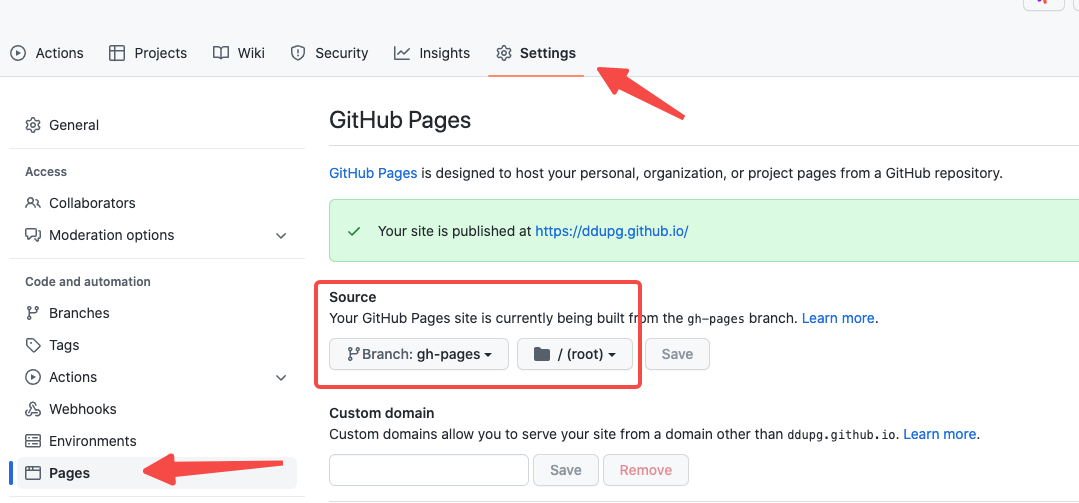 Actions Projects Wiki Security Insights Settings
General
Access
Collaborators
Moderation options
Code and automation
Branches
Tags
Actions
Webhooks
Environments
Pages
GitHub Pages
GitHub Pages is designed to host your personal, organization, or project pages from a GitHub repository.
Your site is published at https://ddupg.github.io/
Source
Your GitHub Pages site is currently being built from the gh-pages branch. Learn more.
Branch: gh-pages / (root) Save
Custom domain
Custom domains allow you to serve your site from a domain other than ddupg.github.io. Learn more.
Save Remove